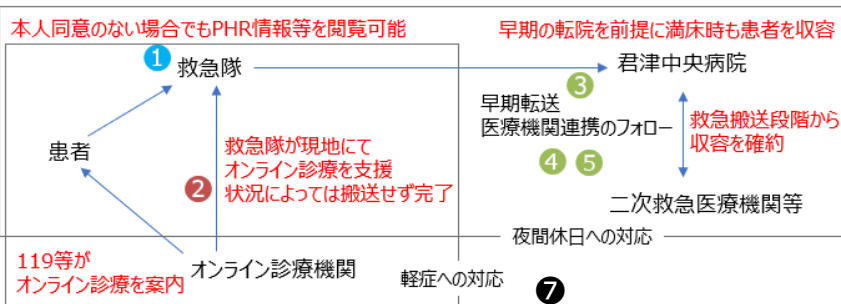 本人同意のない場合でもPHR情報等を閲覧可能
早期の転院を前提に満床時も患者を収容
1
救急隊
君津中央病院
3
早期転送
医療機関連携のフォロー
救急搬送段階から
収容を確約
患者
救急隊が現地にて
オンライン診療を支援
2
状況によっては搬送せず完了
4 5
二次救急医療機関等
夜間休日への対応
119等が
オンライン診療を案内
オンライン診療機関
軽症への対応
7